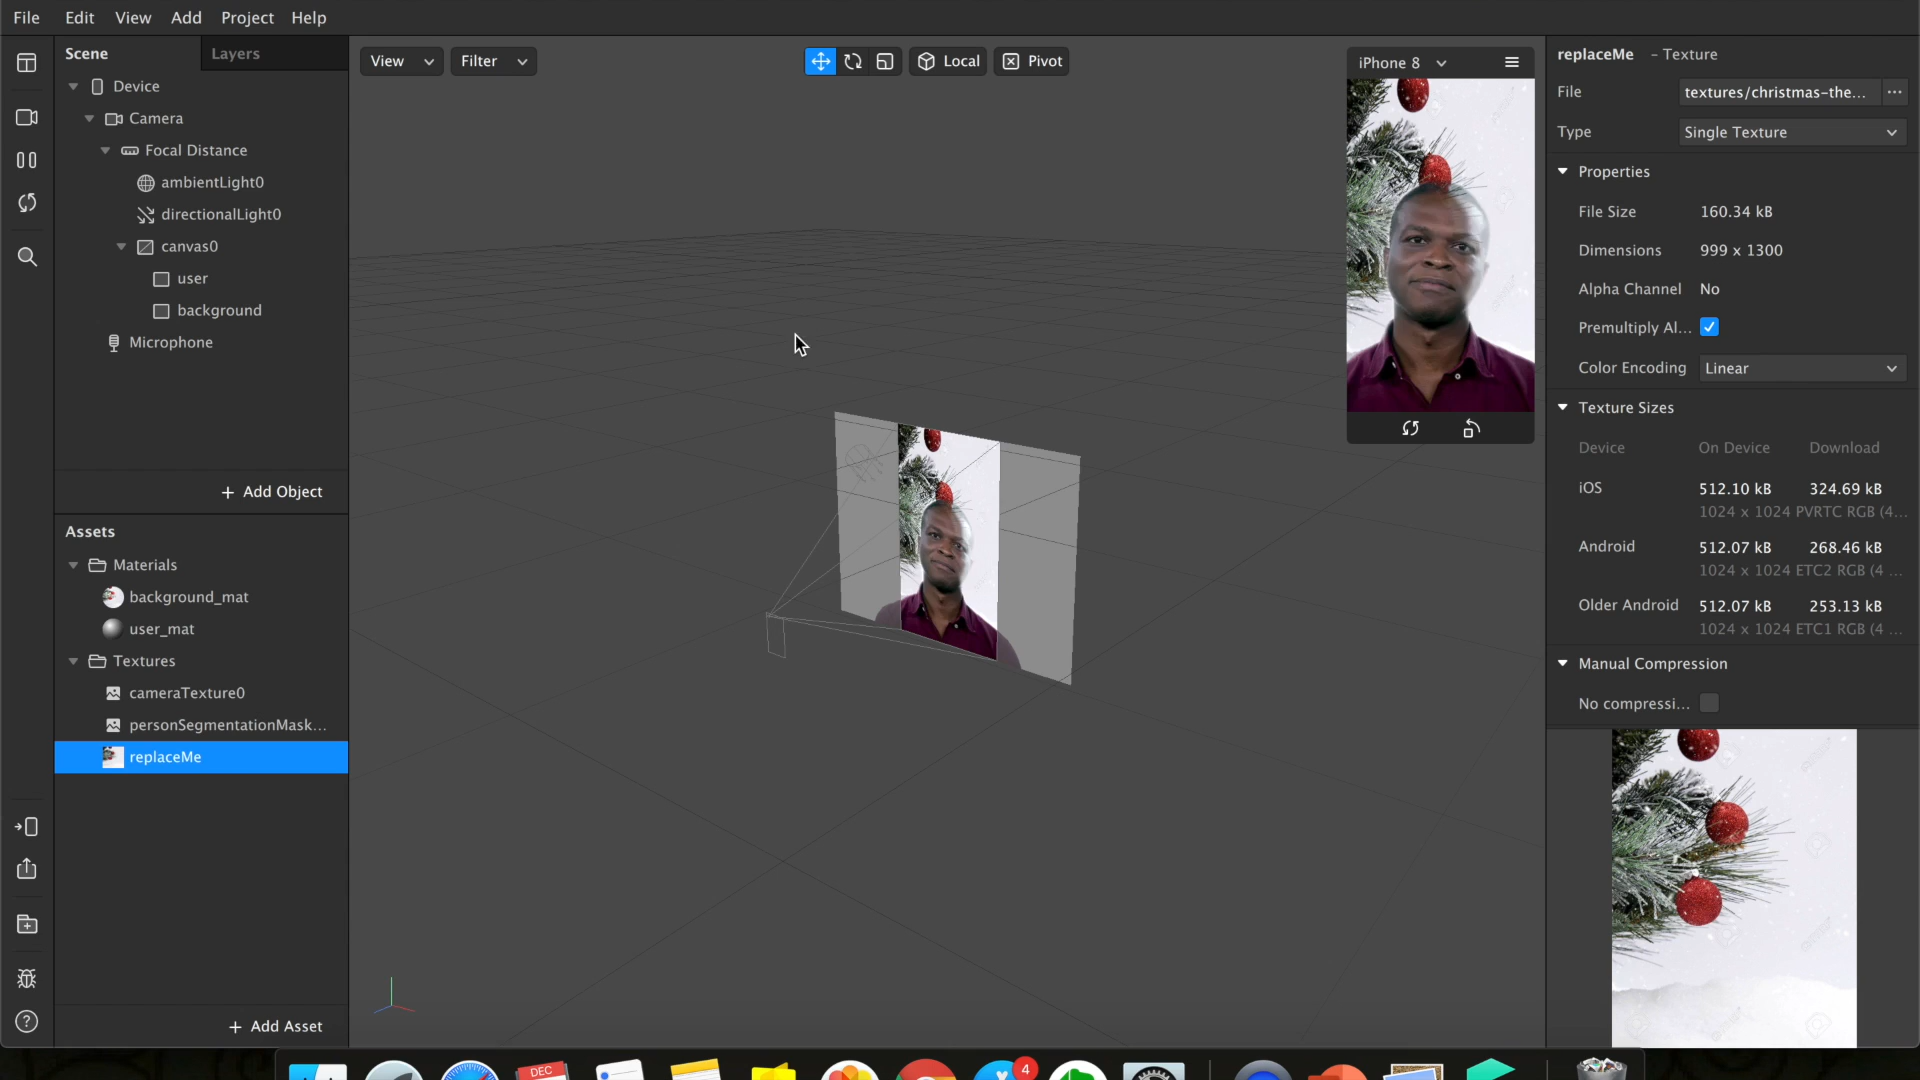 File Edit View Add Project Help
Scene Layers
Device
Camera
Focal Distance
ambientLight0
directionalLight0
canvas0
user
background
Microphone
+ Add Object
Assets
Materials
background_mat
user_mat
Textures
cameraTexture0
personSegmentationMask...
replaceMe
+ Add Asset
View Filter
Local Pivot
iPhone 8
replaceMe - Texture
File textures/christmas-the... ...
Type Single Texture
Properties
File Size 160.34 kB
Dimensions 999 x 1300
Alpha Channel No
Premultiply Al...
Color Encoding Linear
Texture Sizes
Device On Device Download
iOS 512.10 kB 324.69 kB
1024 x 1024 PVRTC RGB (4...
Android 512.07 kB 268.46 kB
1024 x 1024 ETC2 RGB (4 ...
Older Android 512.07 kB 253.13 kB
1024 x 1024 ETC1 RGB (4 ...
Manual Compression
No compressi...
DEC
4